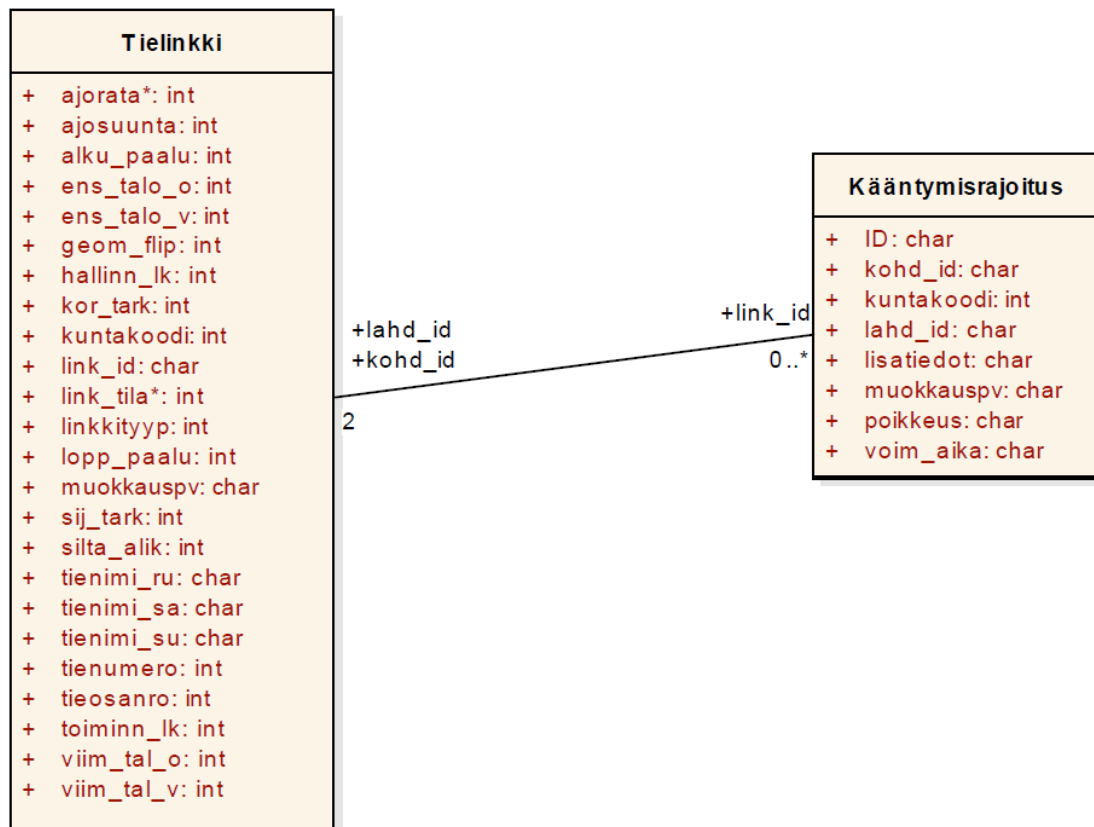 Tielinkki
+ ajorata*: int
+ ajosuunta: int
+ alku_paalu: int
+ ens_talo_o: int
+ ens_talo_v: int
+ geom_flip: int
+ hallinn_lk: int
+ kor_tark: int
+ kuntakoodi: int
+ link_id: char
+ link_tila*: int
+ linkkityyp: int
+ lopp_paalu: int
+ muokkauspv: char
+ sij_tark: int
+ silta_alik: int
+ tienimi_ru: char
+ tienimi_sa: char
+ tienimi_su: char
+ tienumero: int
+ tieosanro: int
+ toiminn_lk: int
+ viim_tal_o: int
+ viim_tal_v: int
+lahd_id
+kohd_id
2
+link_id
0..*
Kääntymisrajoitus
+ ID: char
+ kohd_id: char
+ kuntakoodi: int
+ lahd_id: char
+ lisatiedot: char
+ muokkauspv: char
+ poikkeus: char
+ voim_aika: char